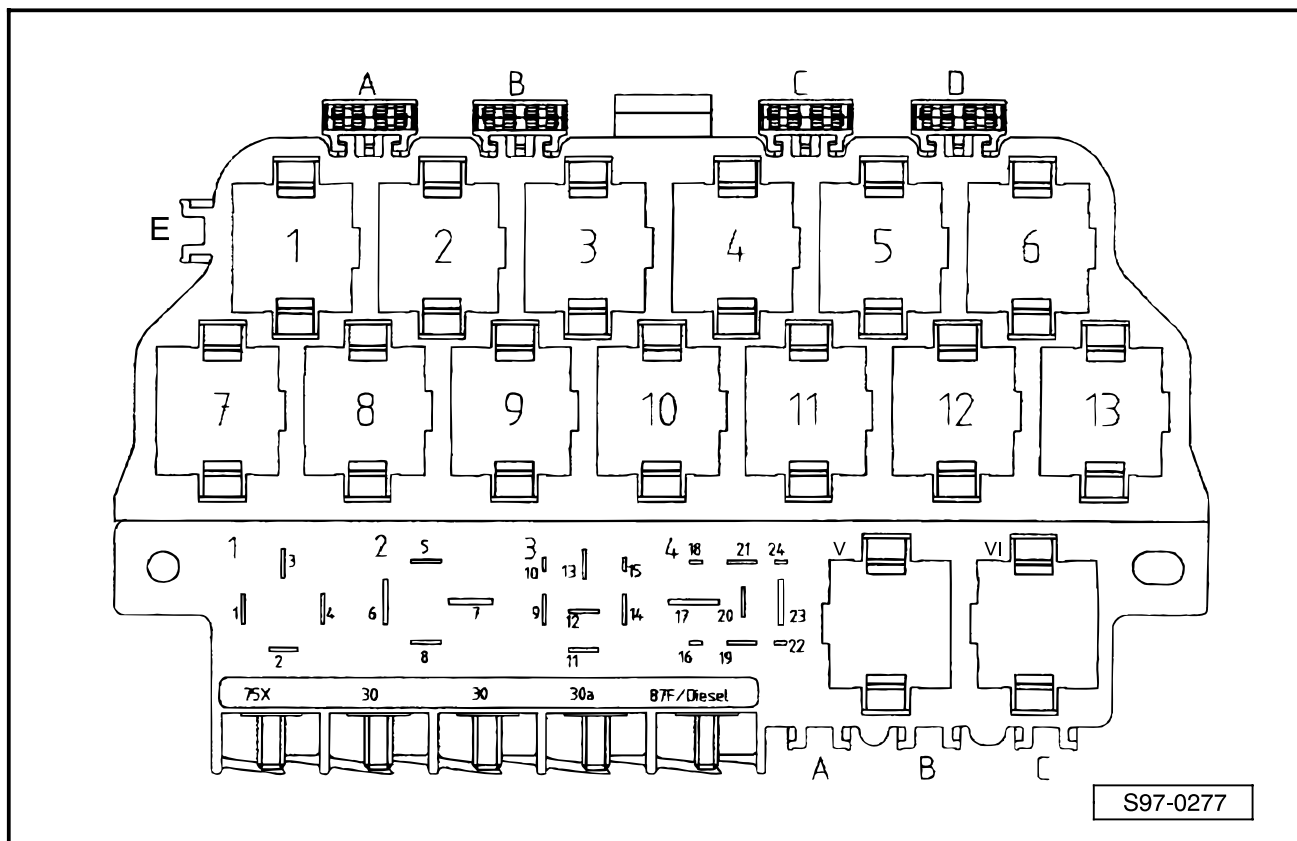 A B C D
E
1 2 3 4 5 6
7 8 9 10 11 12 13
1 2 3 4 V VI
3 5 10 13 15 18 21 24
1 4 6 7 9 12 14 17 20 23
2 8 11 16 19 22
75X 30 30 30a 87F/Diesel
A B C
S97-0277